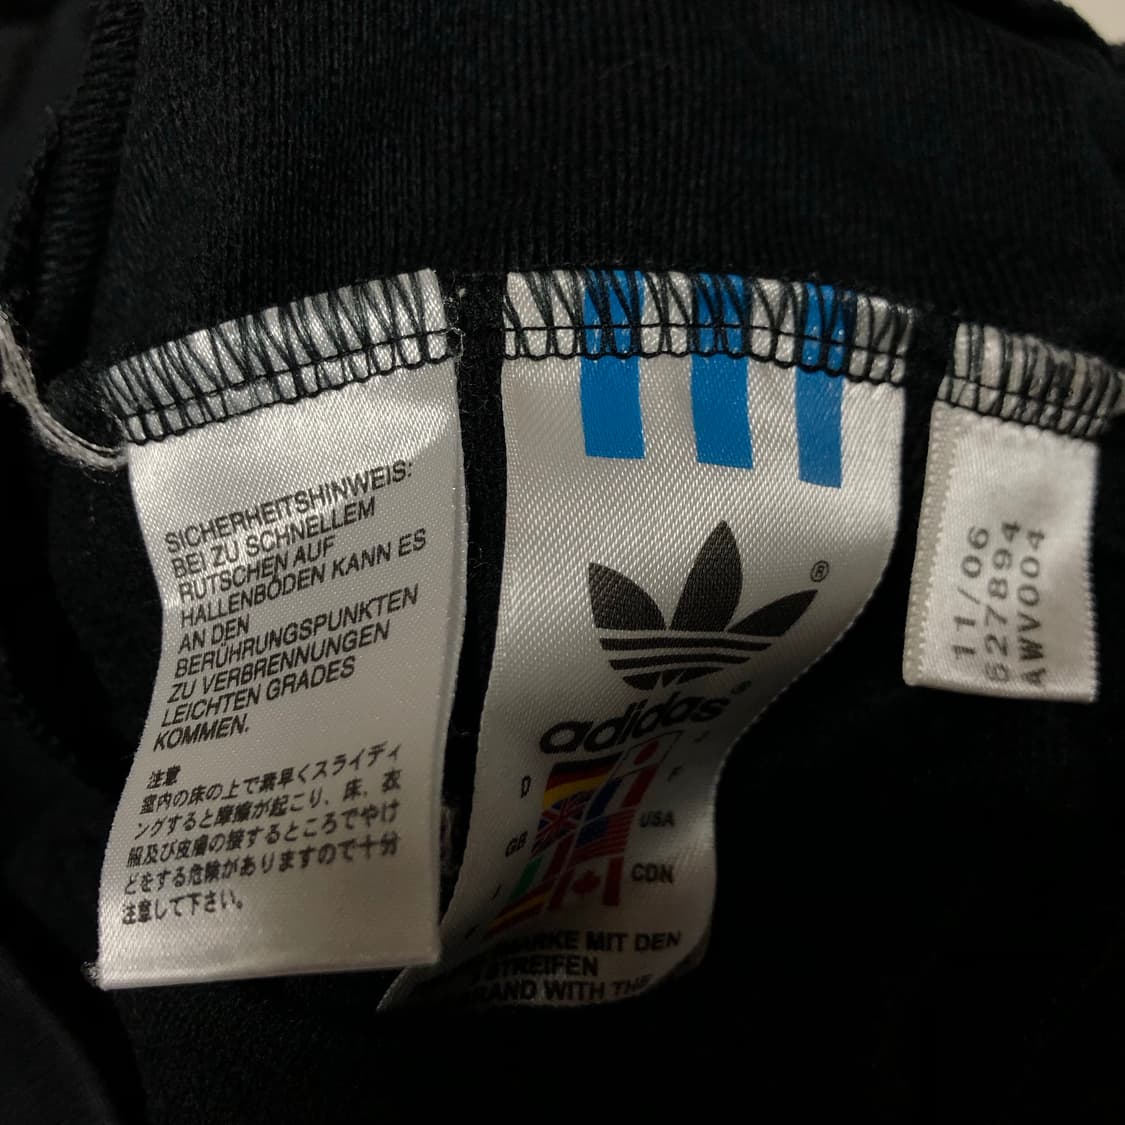 SICHERHEITSHINWEIS:
BEI ZU SCHNELLEM
RUTSCHEN AUF
HALLENBÖDEN KANN ES
AN DEN
BERÜHRUNGSPUNKTEN
ZU VERBRENNUNGEN
LEICHTEN GRADES
KOMMEN.
注意
室内の床の上で素早くスライディ
ングすると摩擦が起こり、床、衣
服及び皮膚の接するところでやけ
どをする危険がありますので十分
注意して下さい。
®
adidas®
D
J
F
GB
USA
I
CDN
MARKE MIT DEN
STREIFEN
BRAND WITH THE
11/06
627894
AWV004